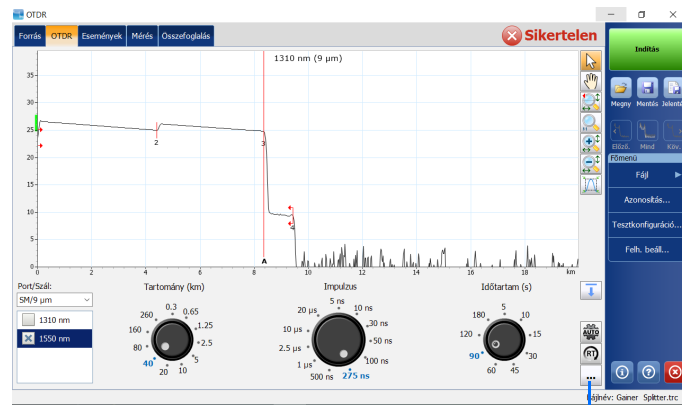 OTDR
Forrás OTDR Események Mérés Összefoglalás
Sikertelen
Indítás
1310 nm (9 µm)
35
30
25
20
15
10
5
0
2
3
4
A
0 2 4 6 8 10 12 14 16 18 km
Megny Mentés Jelenté
Előző. Mind Köv.
Főmenü
Fájl
Azonosítás...
Tesztkonfiguráció...
Felh. beáll...
Port/Szál:
SM/9 µm
1310 nm
1550 nm
Tartomány (km)
0.3 0.65 1.25 2.5 5 10 20 40 80 160 260
Impulzus
5 ns 10 ns 30 ns 50 ns 100 ns 275 ns 500 ns 1 µs 2.5 µs 10 µs 20 µs
Időtartam (s)
5 10 15 30 45 60 90 120 180
AUTO
RT
...
Fájlnév: Gainer Splitter.trc